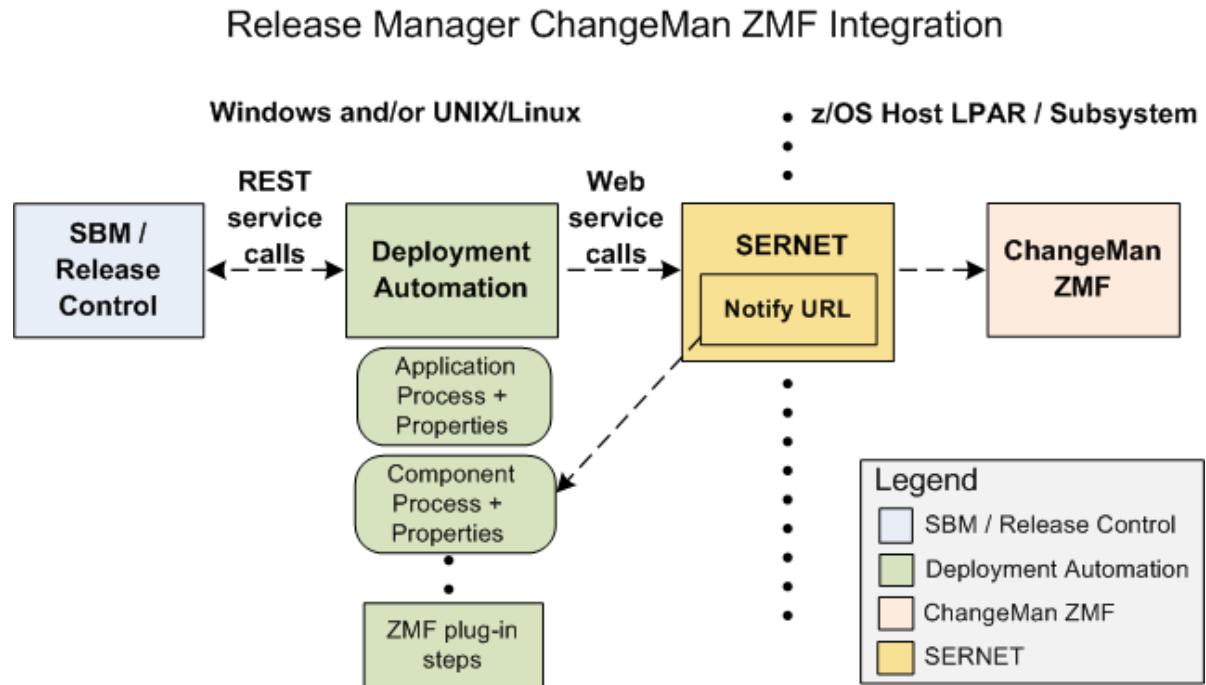 Release Manager ChangeMan ZMF Integration
Windows and/or UNIX/Linux
z/OS Host LPAR / Subsystem
SBM /
Release
Control
REST
service
calls
Deployment
Automation
Web
service
calls
SERNET
Notify URL
ChangeMan
ZMF
Application
Process +
Properties
Component
Process +
Properties
ZMF plug-in
steps
Legend
SBM / Release Control
Deployment Automation
ChangeMan ZMF
SERNET